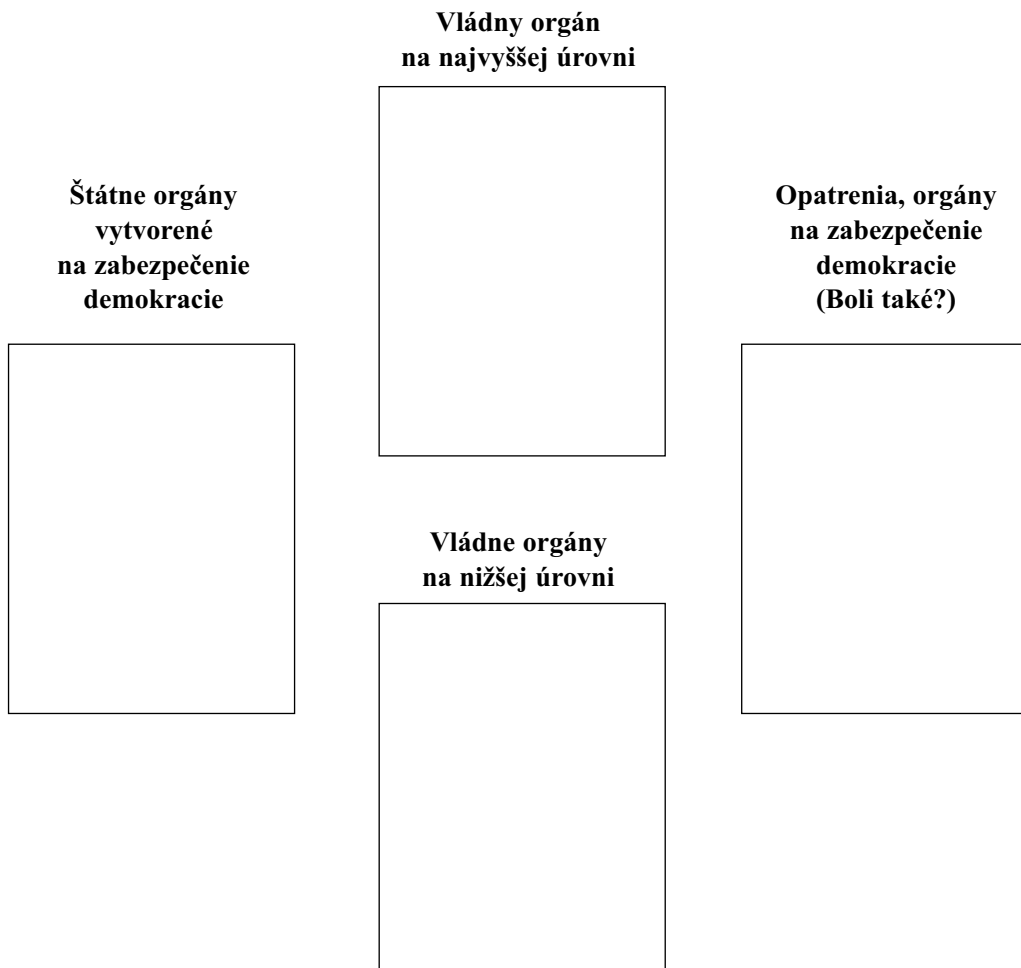 Vládny orgán
na najvyššej úrovni
Štátne orgány
vytvorené
na zabezpečenie
demokracie
Opatrenia, orgány
na zabezpečenie
demokracie
(Boli také?)
Vládne orgány
na nižšej úrovni